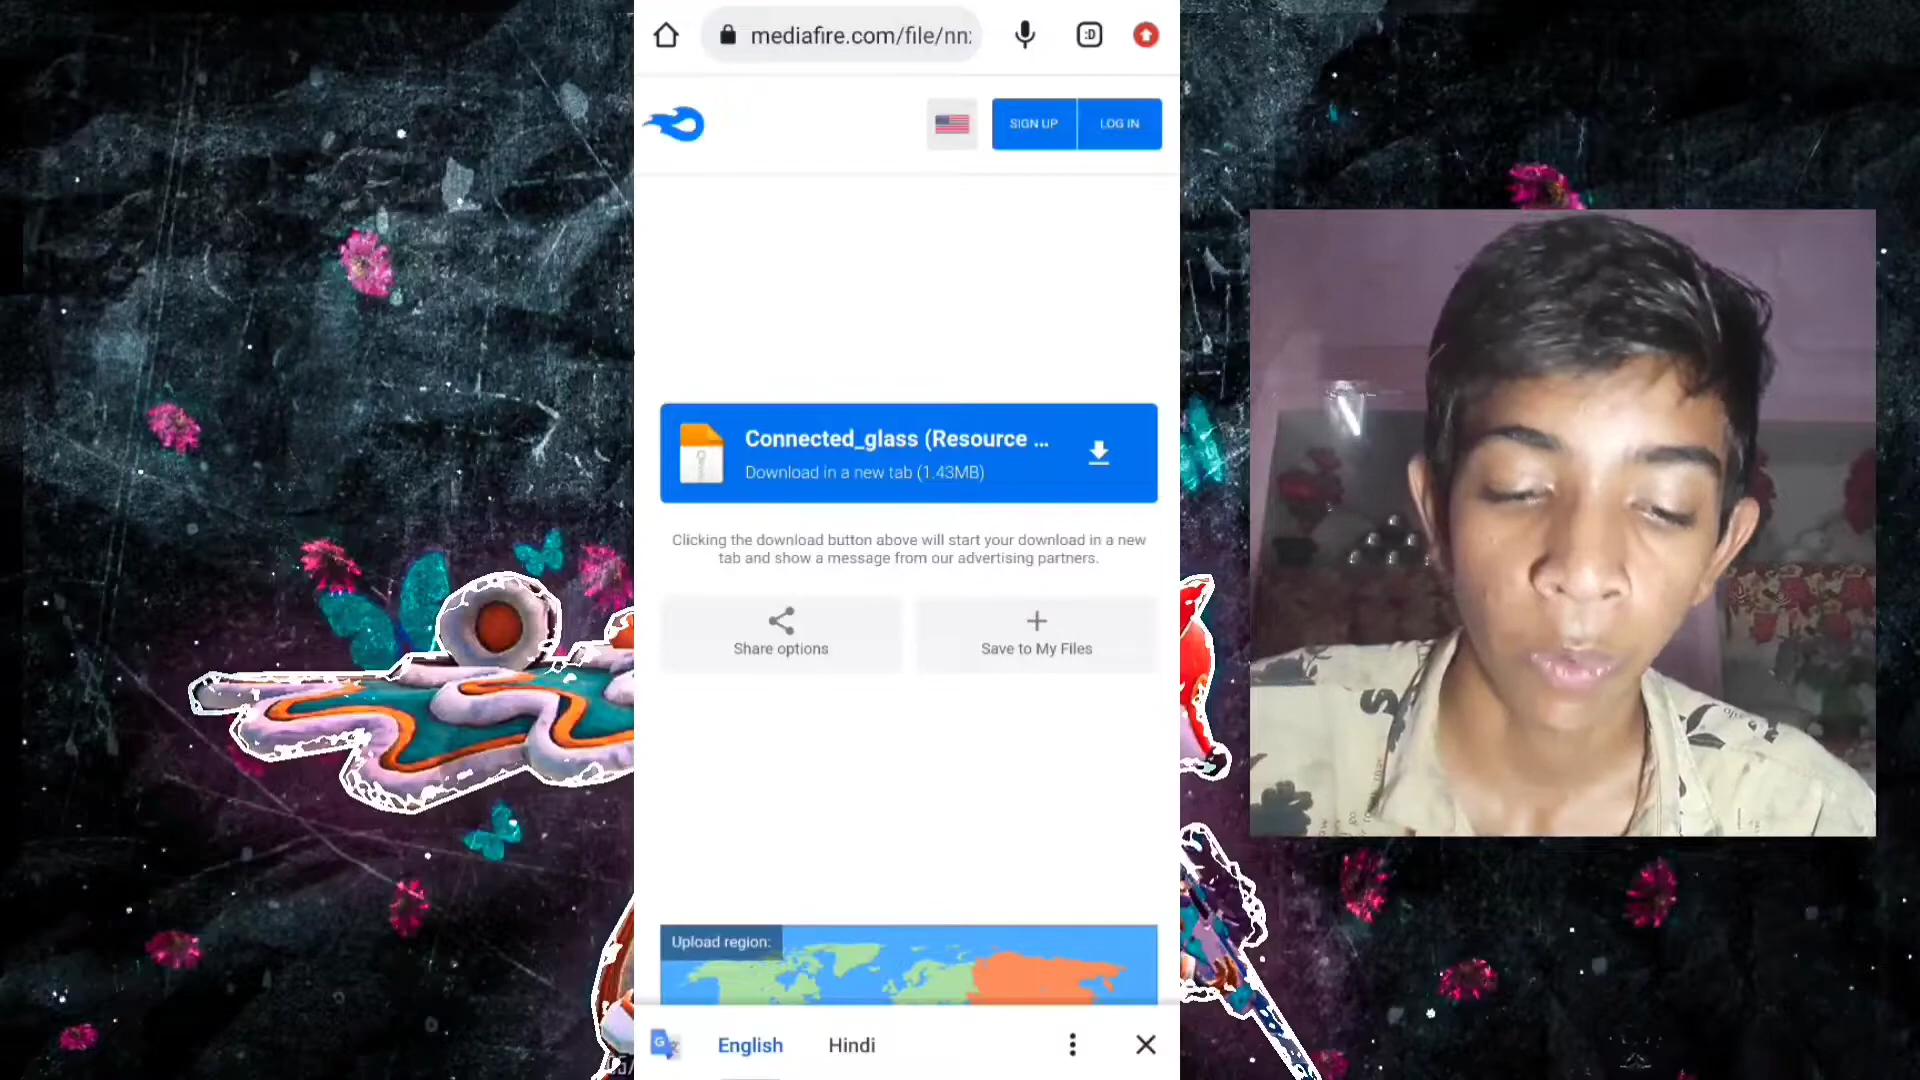 mediafire.com/file/nn
:D
SIGN UP
LOG IN
Connected_glass (Resource ...
Download in a new tab (1.43MB)
Clicking the download button above will start your download in a new
tab and show a message from our advertising partners.
Share options
Save to My Files
Upload region:
English
Hindi